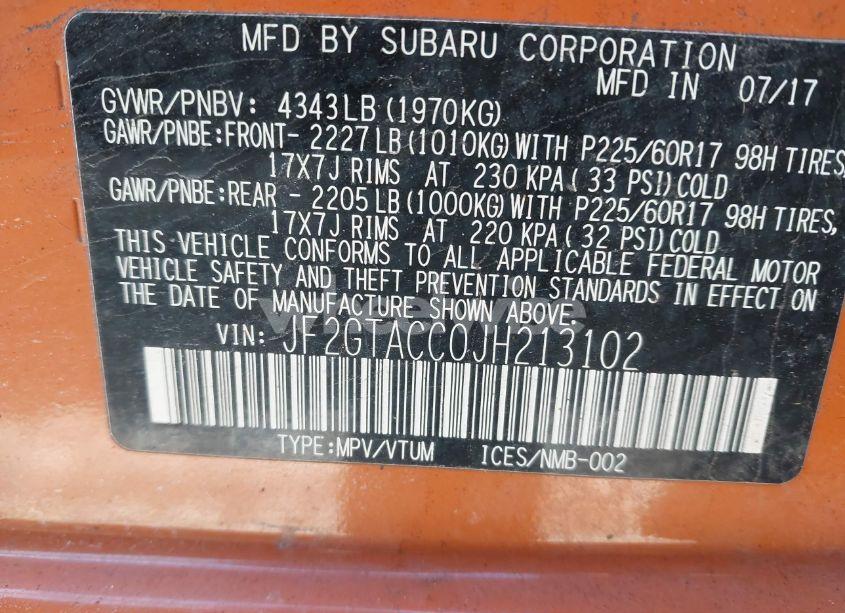 MFD BY SUBARU CORPORATION
MFD IN 07/17
GVWR/PNBV: 4343LB (1970KG)
GAWR/PNBE:FRONT- 2227LB(1010KG)WITH P225/60R17 98H TIRES,
17X7J RIMS AT 230 KPA( 33 PSI)COLD
GAWR/PNBE:REAR - 2205LB(1000KG)WITH P225/60R17 98H TIRES,
17X7J RIMS AT 220 KPA( 32 PSI)COLD
THIS VEHICLE CONFORMS TO ALL APPLICABLE FEDERAL MOTOR
VEHICLE SAFETY AND THEFT PREVENTION STANDARDS IN EFFECT ON
THE DATE OF MANUFACTURE SHOWN ABOVE.
VIN: JF2GTACC0JH213102
TYPE:MPV/VTUM ICES/NMB-002